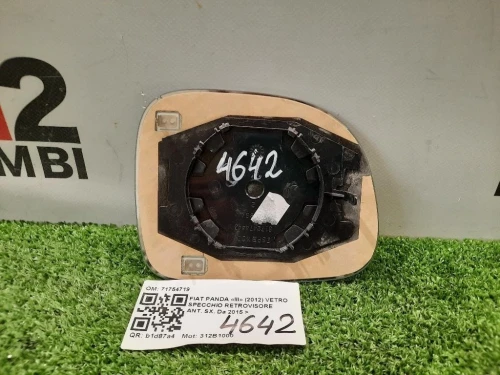 A2
MBI
4642
OM: 71754719
FIAT PANDA «III» (2012) VETRO
SPECCHIO RETROVISORE
ANT. SX. Da 2015 >
4642
QR: b1d87a4 Mot: 312B1000